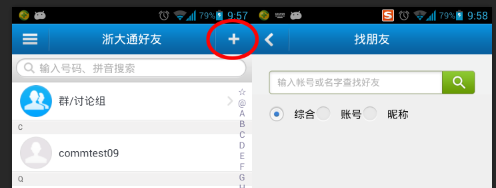 79% 9:57
浙大通好友
+
输入号码、拼音搜索
群/讨论组
C
commtest09
Q
☆
@
A
B
C
D
E
F
G
H
S 79% 9:58
找朋友
输入帐号或名字查找好友
综合 账号 昵称